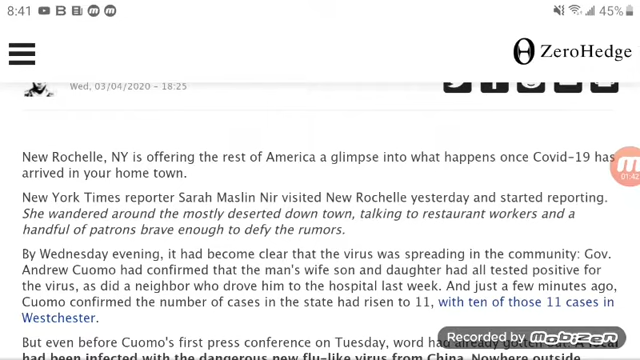 8:41
45%
ZeroHedge
Wed, 03/04/2020 - 18:25
New Rochelle, NY is offering the rest of America a glimpse into what happens once Covid-19 has
arrived in your home town.
01:42
New York Times reporter Sarah Maslin Nir visited New Rochelle yesterday and started reporting.
She wandered around the mostly deserted down town, talking to restaurant workers and a
handful of patrons brave enough to defy the rumors.
By Wednesday evening, it had become clear that the virus was spreading in the community: Gov.
Andrew Cuomo had confirmed that the man's wife son and daughter had all tested positive for
the virus, as did a neighbor who drove him to the hospital last week. And just a few minutes ago,
Cuomo confirmed the number of cases in the state had risen to 11, with ten of those 11 cases in
Westchester.
Recorded by MOBIZEN
But even before Cuomo's first press conference on Tuesday, word had already gotten out: A local
had been infected with the dangerous new flu-like virus from China. Nowhere outside